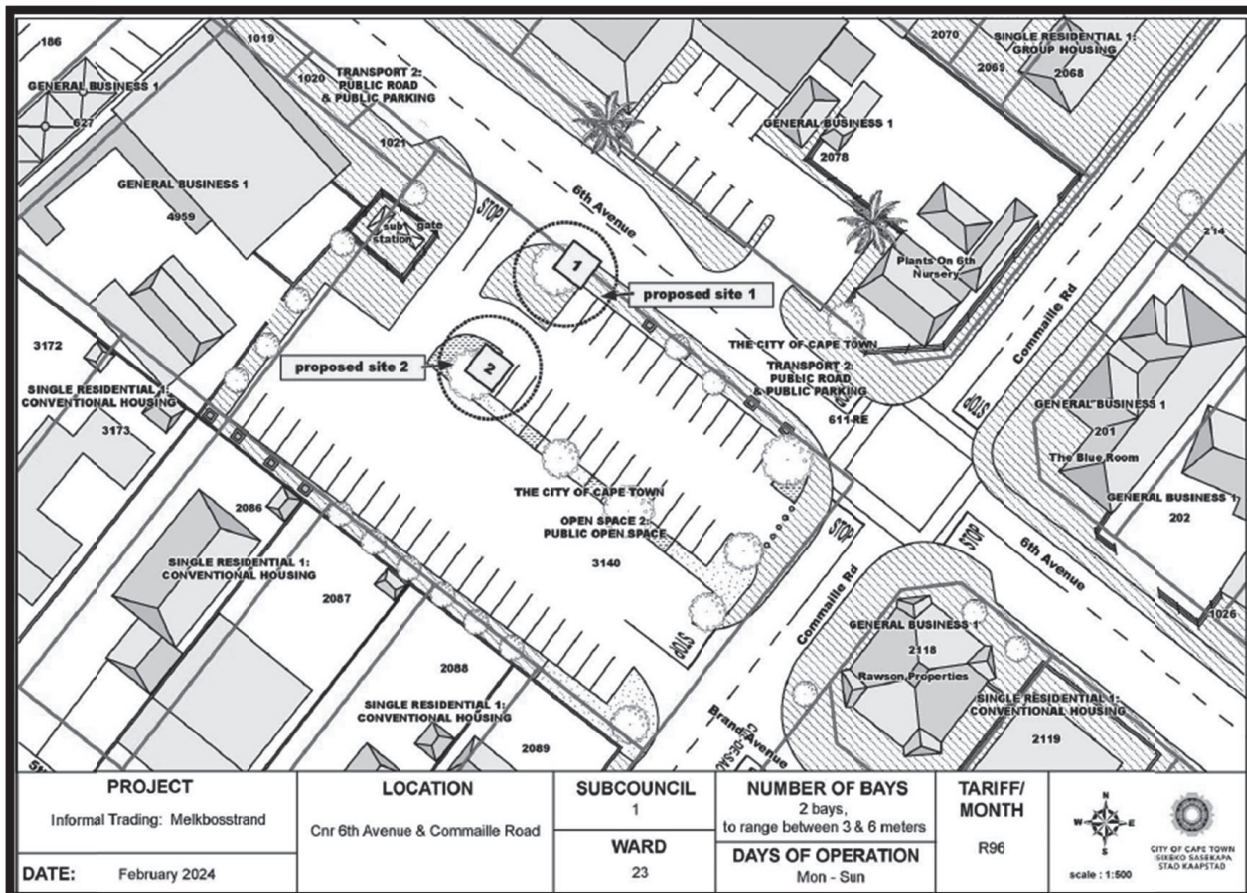 186
1019
1020
TRANSPORT 2:
PUBLIC ROAD
& PUBLIC PARKING
1021
GENERAL BUSINESS 1
627
GENERAL BUSINESS 1
4959
sub
station
gate
STOP
6th Avenue
GENERAL BUSINESS 1
2078
2070
2069
SINGLE RESIDENTIAL 1:
GROUP HOUSING
2068
214
Plants On 6th
Nursery
Commaille Rd
1
proposed site 1
proposed site 2
2
THE CITY OF CAPE TOWN
TRANSPORT 2:
PUBLIC ROAD
& PUBLIC PARKING
611-RE
STOP
GENERAL BUSINESS 1
201
The Blue Room
GENERAL BUSINESS 1
202
3172
SINGLE RESIDENTIAL 1:
CONVENTIONAL HOUSING
3173
2086
SINGLE RESIDENTIAL 1:
CONVENTIONAL HOUSING
2087
THE CITY OF CAPE TOWN
OPEN SPACE 2:
PUBLIC OPEN SPACE
3140
STOP
STOP
6th Avenue
1026
Commaille Rd
STOP
GENERAL BUSINESS 1
2118
Rawson Properties
SINGLE RESIDENTIAL 1:
CONVENTIONAL HOUSING
2119
2088
SINGLE RESIDENTIAL 1:
CONVENTIONAL HOUSING
2089
Brand Avenue
PROJECT
Informal Trading: Melkbosstrand
DATE: February 2024
LOCATION
Cnr 6th Avenue & Commaille Road
SUBCOUNCIL
1
WARD
23
NUMBER OF BAYS
2 bays,
to range between 3 & 6 meters
DAYS OF OPERATION
Mon - Sun
TARIFF/
MONTH
R96
N
W E
S
scale : 1:500
CITY OF CAPE TOWN
ISIXEKO SASEKAPA
STAD KAAPSTAD